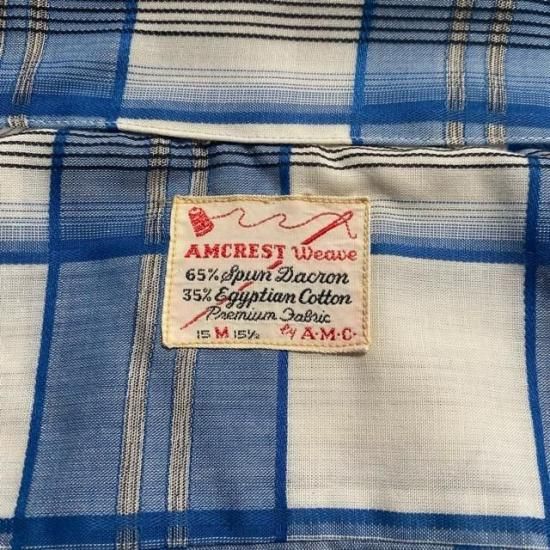 AMCREST Weave
65% Spun Dacron
35% Egyptian Cotton
Premium Fabric
15 M 15½ by A·M·C·